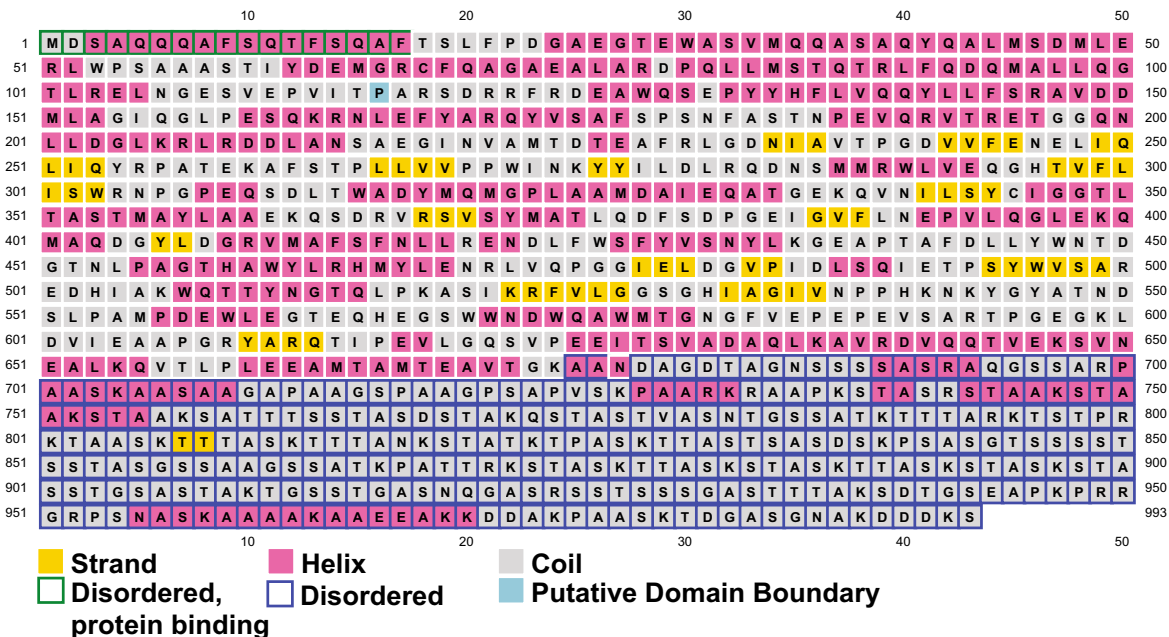 10 20 30 40 50
1 M D S A Q Q Q A F S Q T F S Q A F T S L F P D G A E G T E W A S V M Q Q A S A Q Y Q A L M S D M L E 50
51 R L W P S A A A S T I Y D E M G R C F Q A G A E A L A R D P Q L L M S T Q T R L F Q D Q M A L L Q G 100
101 T L R E L N G E S V E P V I T P A R S D R R F R D E A W Q S E P Y Y H F L V Q Q Y L L F S R A V D D 150
151 M L A G I Q G L P E S Q K R N L E F Y A R Q Y V S A F S P S N F A S T N P E V Q R V T R E T G G Q N 200
201 L L D G L K R L R D D L A N S A E G I N V A M T D T E A F R L G D N I A V T P G D V V F E N E L I Q 250
251 L I Q Y R P A T E K A F S T P L L V V P P W I N K Y Y I L D L R Q D N S M M R W L V E Q G H T V F L 300
301 I S W R N P G P E Q S D L T W A D Y M Q M G P L A A M D A I E Q A T G E K Q V N I L S Y C I G G T L 350
351 T A S T M A Y L A A E K Q S D R V R S V S Y M A T L Q D F S D P G E I G V F L N E P V L Q G L E K Q 400
401 M A Q D G Y L D G R V M A F S F N L L R E N D L F W S F Y V S N Y L K G E A P T A F D L L Y W N T D 450
451 G T N L P A G T H A W Y L R H M Y L E N R L V Q P G G I E L D G V P I D L S Q I E T P S Y W V S A R 500
501 E D H I A K W Q T T Y N G T Q L P K A S I K R F V L G G S G H I A G I V N P P H K N K Y G Y A T N D 550
551 S L P A M P D E W L E G T E Q H E G S W W N D W Q A W M T G N G F V E P E P E V S A R T P G E G K L 600
601 D V I E A A P G R Y A R Q T I P E V L G Q S V P E E I T S V A D A Q L K A V R D V Q Q T V E K S V N 650
651 E A L K Q V T L P L E E A M T A M T E A V T G K A A N D A G D T A G N S S S S A S R A Q G S S A R P 700
701 A A S K A A S A A G A P A A G S P A A G P S A P V S K P A A R K R A A P K S T A S R S T A A K S T A 750
751 A K S T A A K S A T T S S T A S D S T A K Q S T A S T V A S N T G S S A T K T T T A R K T S T P R 800
801 K T A A S K T T T A S K T T T A N K S T A T K T P A S K T T A S T S A S D S K P S A S G T S S S S T 850
851 S S T A S G S S A A G S S A T K P A T T R K S T A S K T T A S K S T A S K T T A S K S T A S K S T A 900
901 S S T G S A S T A K T G S S T G A S N Q G A S R S S T S S S G A S T T T A K S D T G S E A P K P R R 950
951 G R P S N A S K A A A A K A A E E A K K D D A K P A A S K T D G A S G N A K D D D K S 993
10 20 30 40 50
Strand Helix Coil
Disordered, protein binding Disordered Putative Domain Boundary